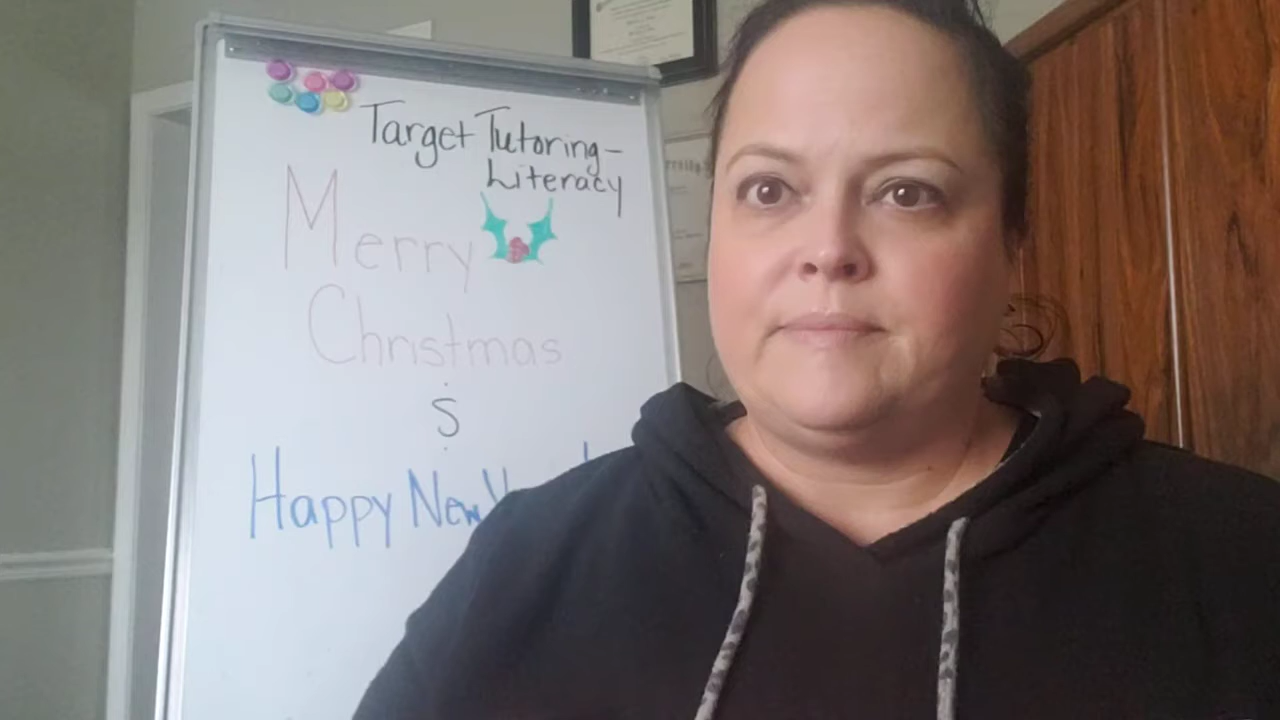 Target Tutoring-
Literacy
Merry
Christmas
Happy New